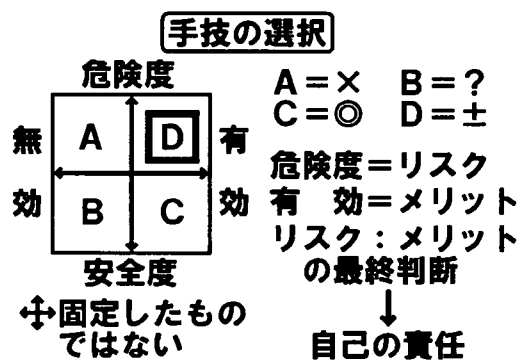 手技の選択
危険度
A D
無効 有効
B C
安全度
固定したもの
ではない
A=× B=?
C=◎ D=±
危険度=リスク
有 効=メリット
リスク:メリット
の最終判断
自己の責任